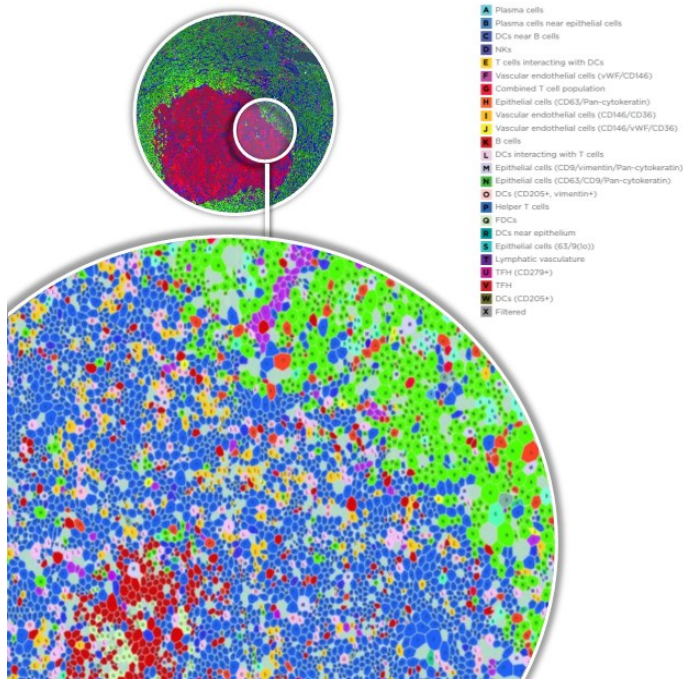 A Plasma cells
B Plasma cells near epithelial cells
C DCs near B cells
D NKs
E T cells interacting with DCs
F Vascular endothelial cells (vWF/CD146)
G Combined T cell population
H Epithelial cells (CD63/Pan-cytokeratin)
I Vascular endothelial cells (CD146/CD36)
J Vascular endothelial cells (CD146/vWF/CD36)
K B cells
L DCs interacting with T cells
M Epithelial cells (CD9/vimentin/Pan-cytokeratin)
N Epithelial cells (CD63/CD9/Pan-cytokeratin)
O DCs (CD205+, vimentin+)
P Helper T cells
Q FDCs
R DCs near epithelium
S Epithelial cells (63/9(lo))
T Lymphatic vasculature
U TFH (CD279+)
V TFH
W DCs (CD205+)
X Filtered